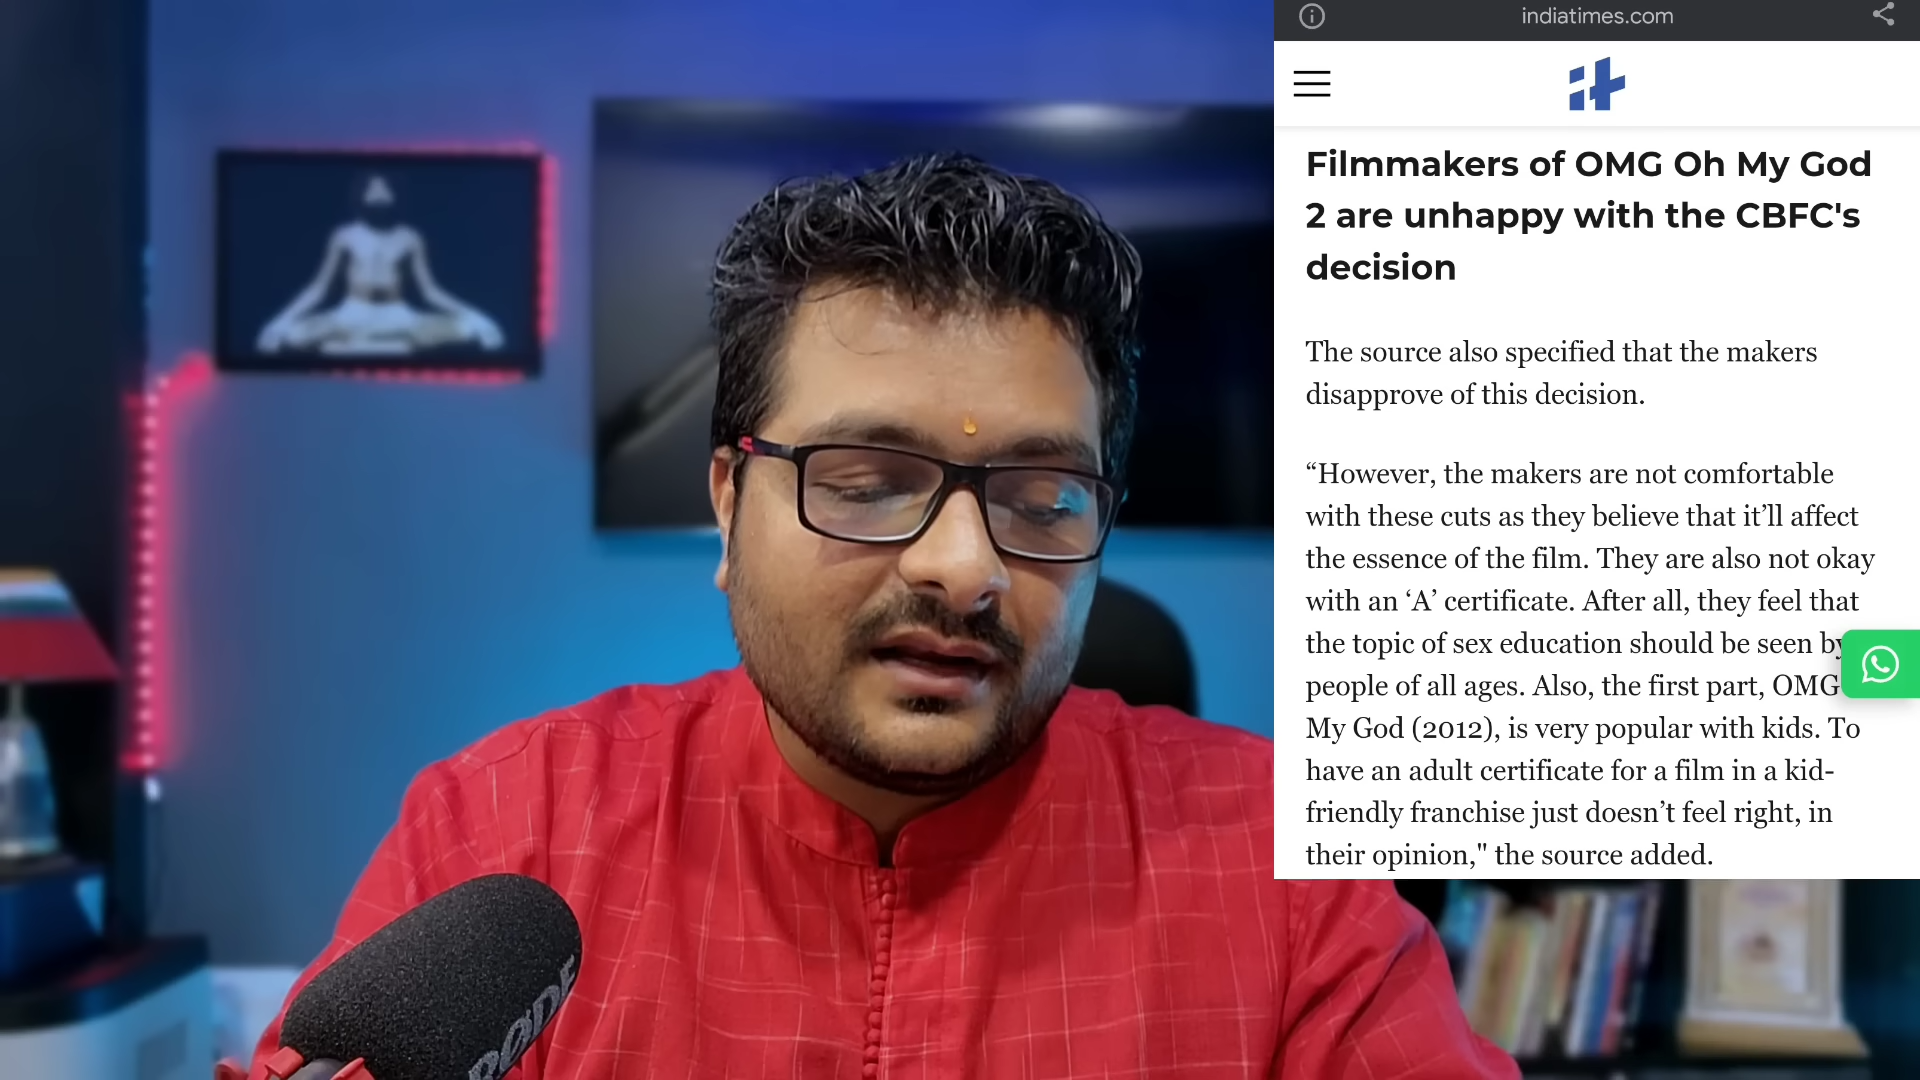 indiatimes.com
Filmmakers of OMG Oh My God
2 are unhappy with the CBFC's
decision
The source also specified that the makers
disapprove of this decision.
“However, the makers are not comfortable
with these cuts as they believe that it’ll affect
the essence of the film. They are also not okay
with an ‘A’ certificate. After all, they feel that
the topic of sex education should be seen by
people of all ages. Also, the first part, OMG
My God (2012), is very popular with kids. To
have an adult certificate for a film in a kid-
friendly franchise just doesn’t feel right, in
their opinion," the source added.
RODE